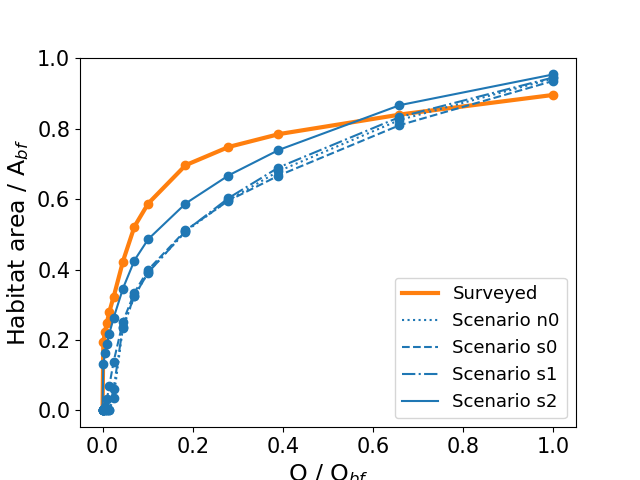 1.0
0.8
0.6
0.4
0.2
0.0
Habitat area / A_bf
Surveyed
Scenario n0
Scenario s0
Scenario s1
Scenario s2
0.0 0.2 0.4 0.6 0.8 1.0
Q / Q_bf